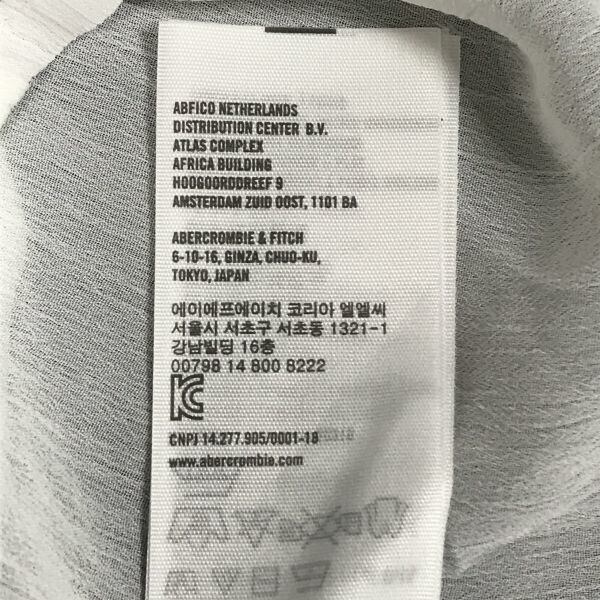 ABFICO NETHERLANDS
DISTRIBUTION CENTER B.V.
ATLAS COMPLEX
AFRICA BUILDING
HOOGOORDDREEF 9
AMSTERDAM ZUID OOST, 1101 BA
ABERCROMBIE & FITCH
6-10-16, GINZA, CHUO-KU,
TOKYO, JAPAN
에이에프에이치 코리아 엘엘씨
서울시 서초구 서초동 1321-1
강남빌딩 16층
00798 14 800 8222
KC
CNPJ 14.277.905/0001-18
www.abercrombie.com